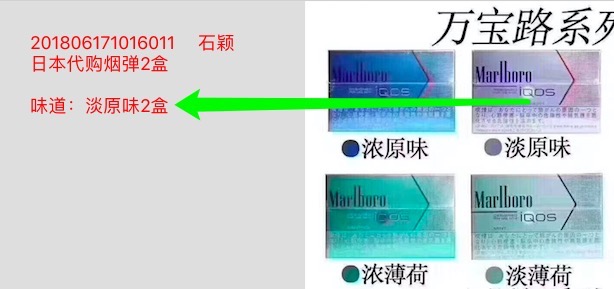 201806171016011 石颖
日本代购烟弹2盒
味道：淡原味2盒
万宝路系列
Marlboro
iQOS
Marlboro
iQOS
浓原味
淡原味
Marlboro
iQOS
Marlboro
iQOS
浓薄荷
淡薄荷